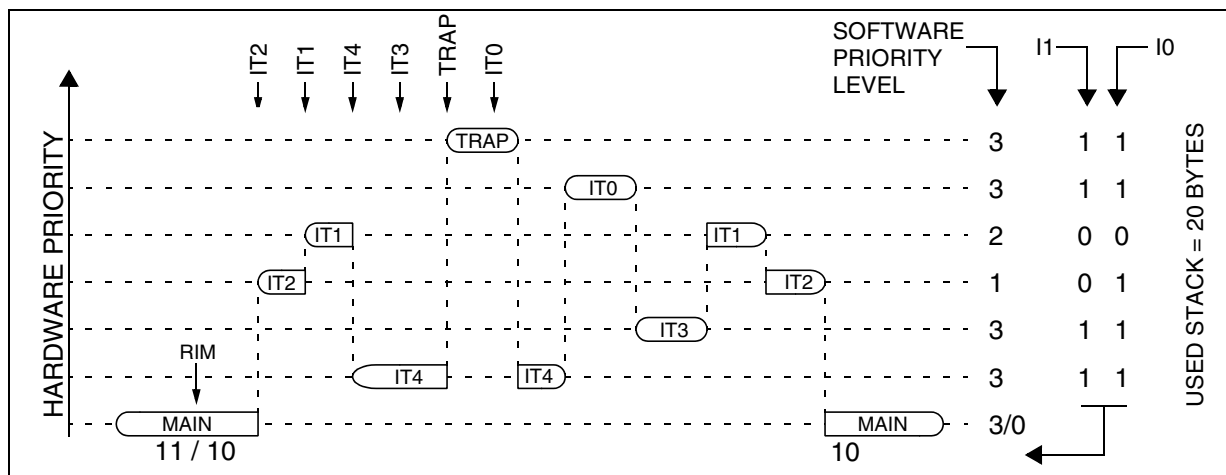 IT2
IT1
IT4
IT3
TRAP
IT0
SOFTWARE
PRIORITY
LEVEL
I1
I0
HARDWARE PRIORITY
TRAP
3
1 1
IT0
3
1 1
IT1
IT1
2
0 0
IT2
IT2
1
0 1
IT3
3
1 1
RIM
IT4
IT4
3
1 1
MAIN
MAIN
3/0
11 / 10
10
USED STACK = 20 BYTES